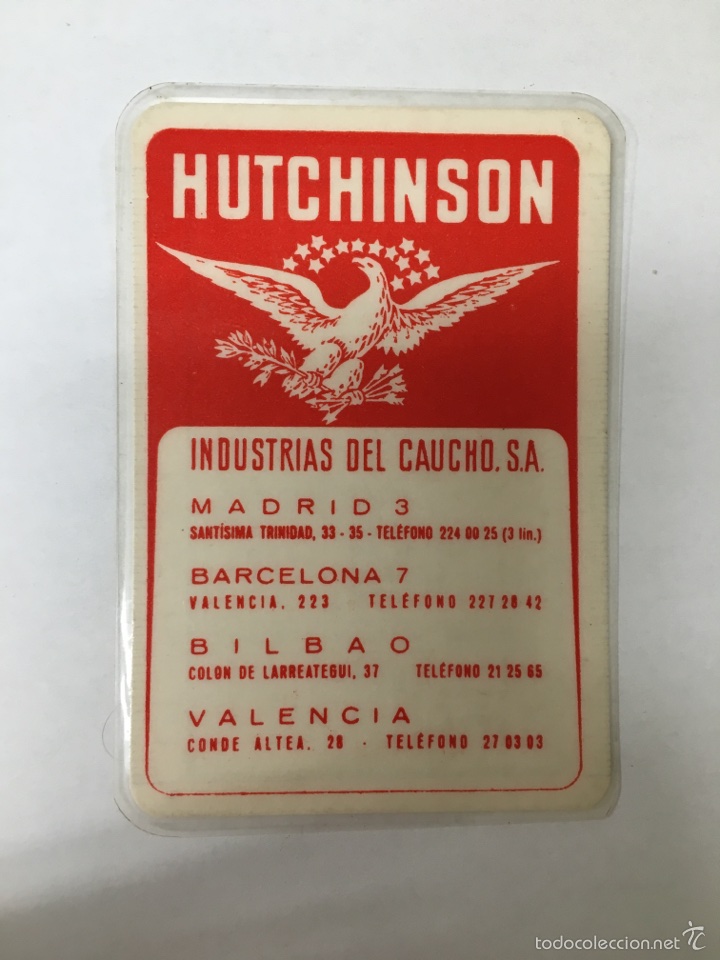 HUTCHINSON
INDUSTRIAS DEL CAUCHO, S.A.
MADRID 3
SANTÍSIMA TRINIDAD, 33 - 35 - TELÉFONO 224 00 25 (3 lín.)
BARCELONA 7
VALENCIA, 223 TELÉFONO 227 28 42
BILBAO
COLON DE LARREATEGUI, 37 TELÉFONO 21 25 65
VALENCIA
CONDE ALTEA, 28 - TELÉFONO 27 03 03
todocoleccion.net